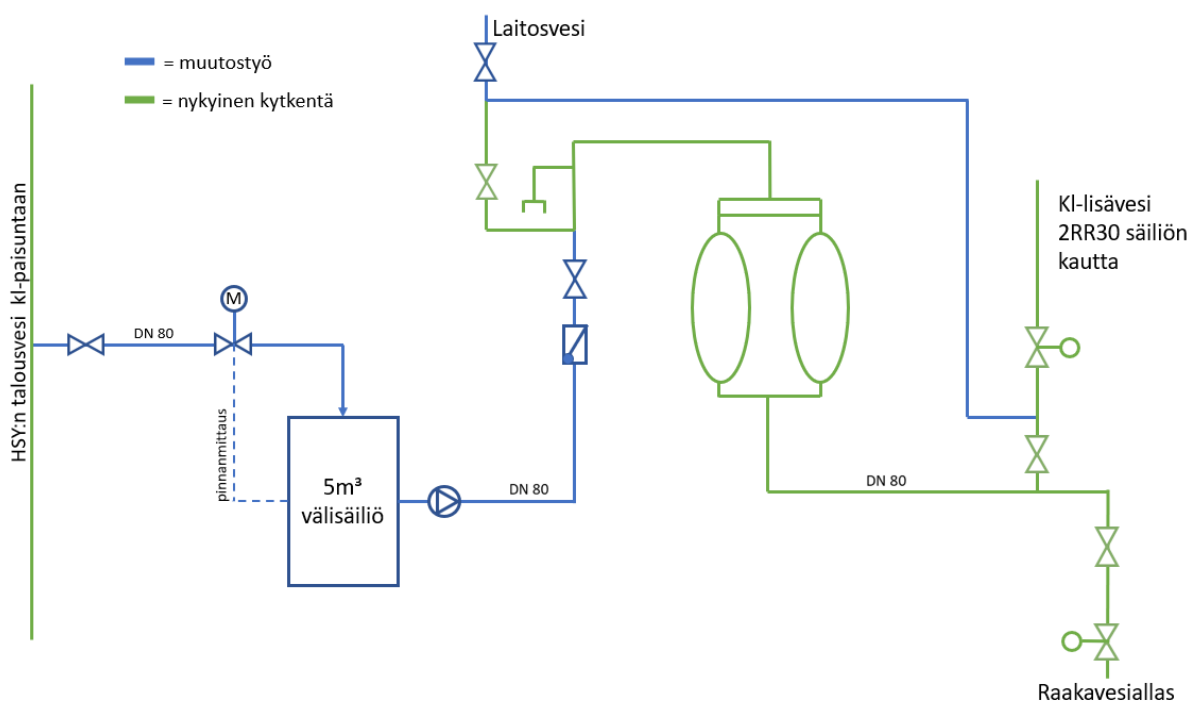 Laitosvesi
= muutostyö
= nykyinen kytkentä
HSY:n talousvesi kl-paisuntaan
Kl-lisävesi
2RR30 säiliön
kautta
M
DN 80
pinnanmittaus
5m³
välisäiliö
DN 80
DN 80
Raakavesiallas